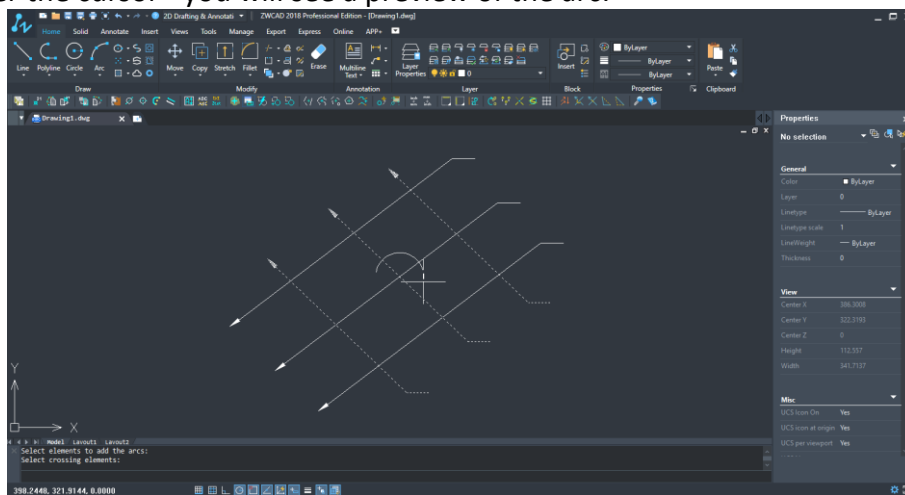 er the cursor you will see a preview of the arc.
2D Drafting & Annotati ZWCAD 2018 Professional Edition - [Drawing1.dwg]
Home Solid Annotate Insert Views Tools Manage Export Express Online APP+
Line Polyline Circle Arc Move Copy Stretch Fillet Erase Multiline Text Layer Properties 0 Insert ByLayer Paste
ByLayer
ByLayer
Draw Modify Annotation Layer Block Properties Clipboard
Drawing1.dwg
Properties
No selection
General
Color ByLayer
Layer 0
Linetype ByLayer
Linetype scale 1
LineWeight ByLayer
Thickness 0
View
Center X 386.3008
Center Y 322.3193
Center Z 0
Height 112.557
Width 341.7137
Misc
UCS Icon On Yes
UCS icon at origin Yes
UCS per viewport Yes
Y
X
Model Layout1 Layout2
Select elements to add the arcs:
Select crossing elements:
398.2448, 321.9144, 0.0000